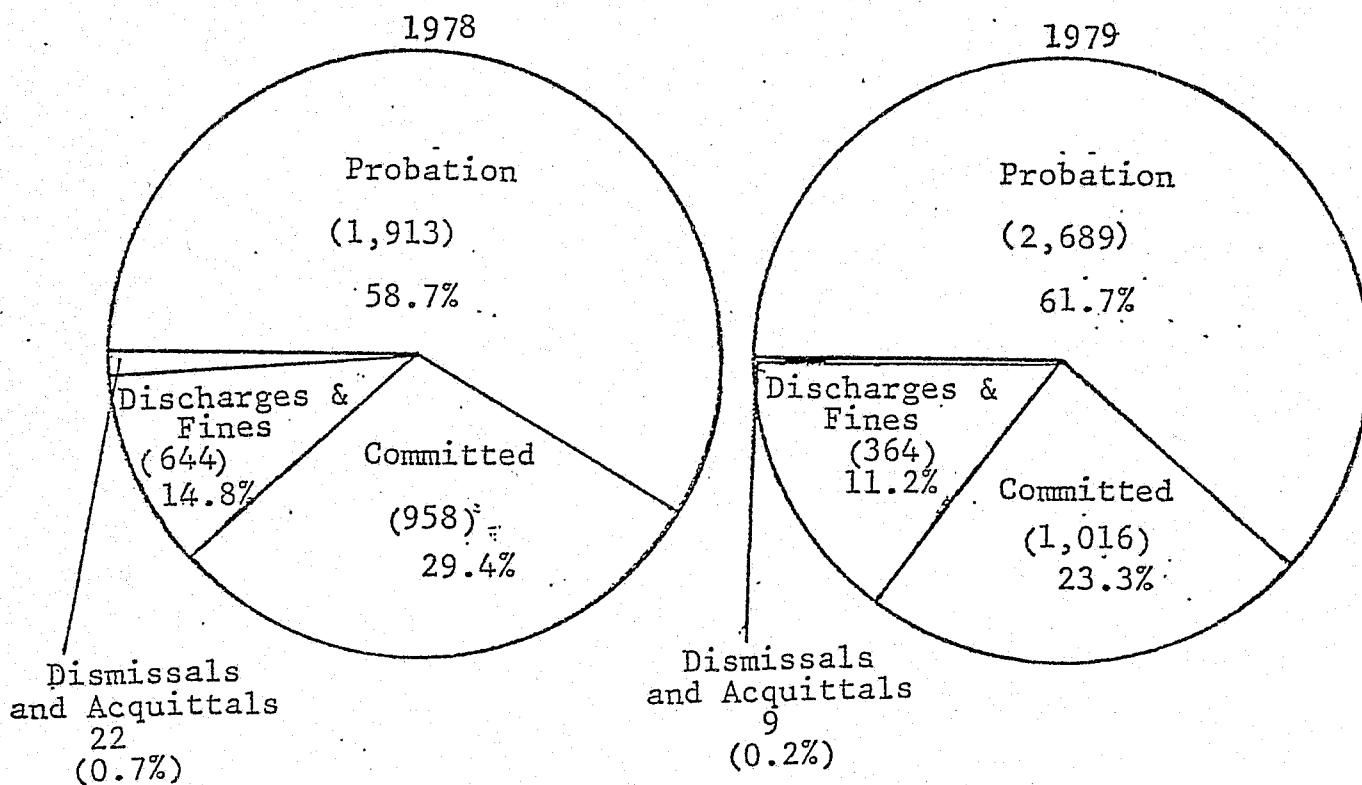 1978
Probation
(1,913)
58.7%
Discharges &
Fines
(644)
14.8%
Committed
(958)
29.4%
Dismissals
and Acquittals
22
(0.7%)
1979
Probation
(2,689)
61.7%
Discharges &
Fines
(364)
11.2%
Committed
(1,016)
23.3%
Dismissals
and Acquittals
9
(0.2%)